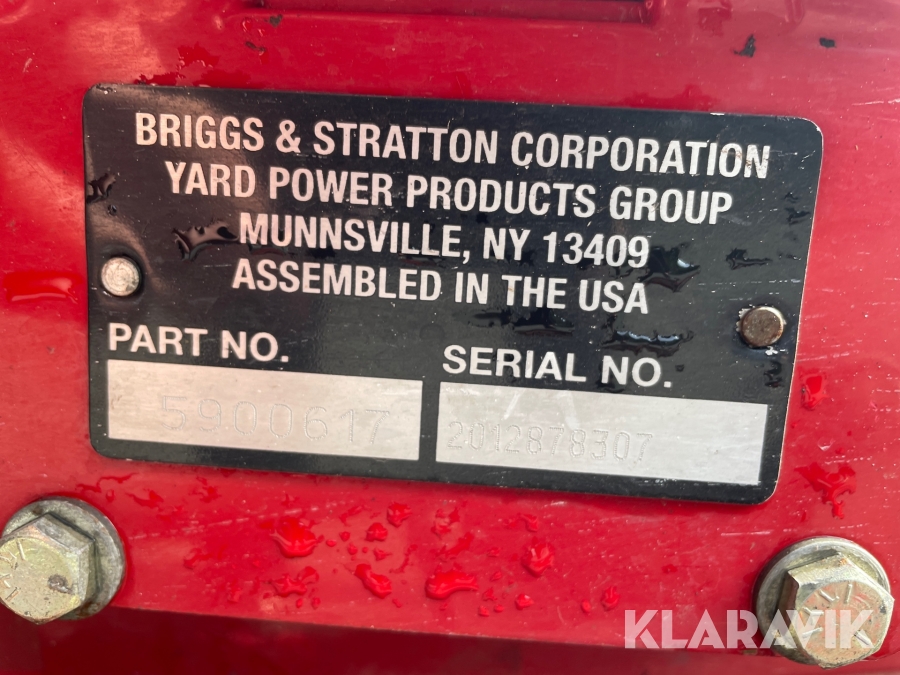 BRIGGS & STRATTON CORPORATION
YARD POWER PRODUCTS GROUP
MUNNSVILLE, NY 13409
ASSEMBLED IN THE USA
PART NO.
5900617
SERIAL NO.
2012878307
KLARAVIK